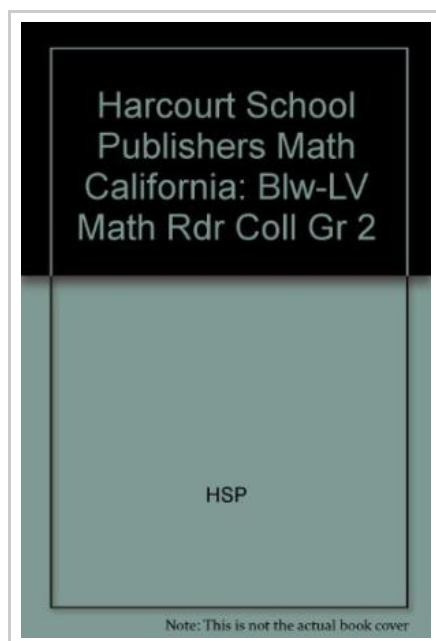 Harcourt School
Publishers Math
California: Blw-LV
Math Rdr Coll Gr 2
HSP
Note: This is not the actual book cover